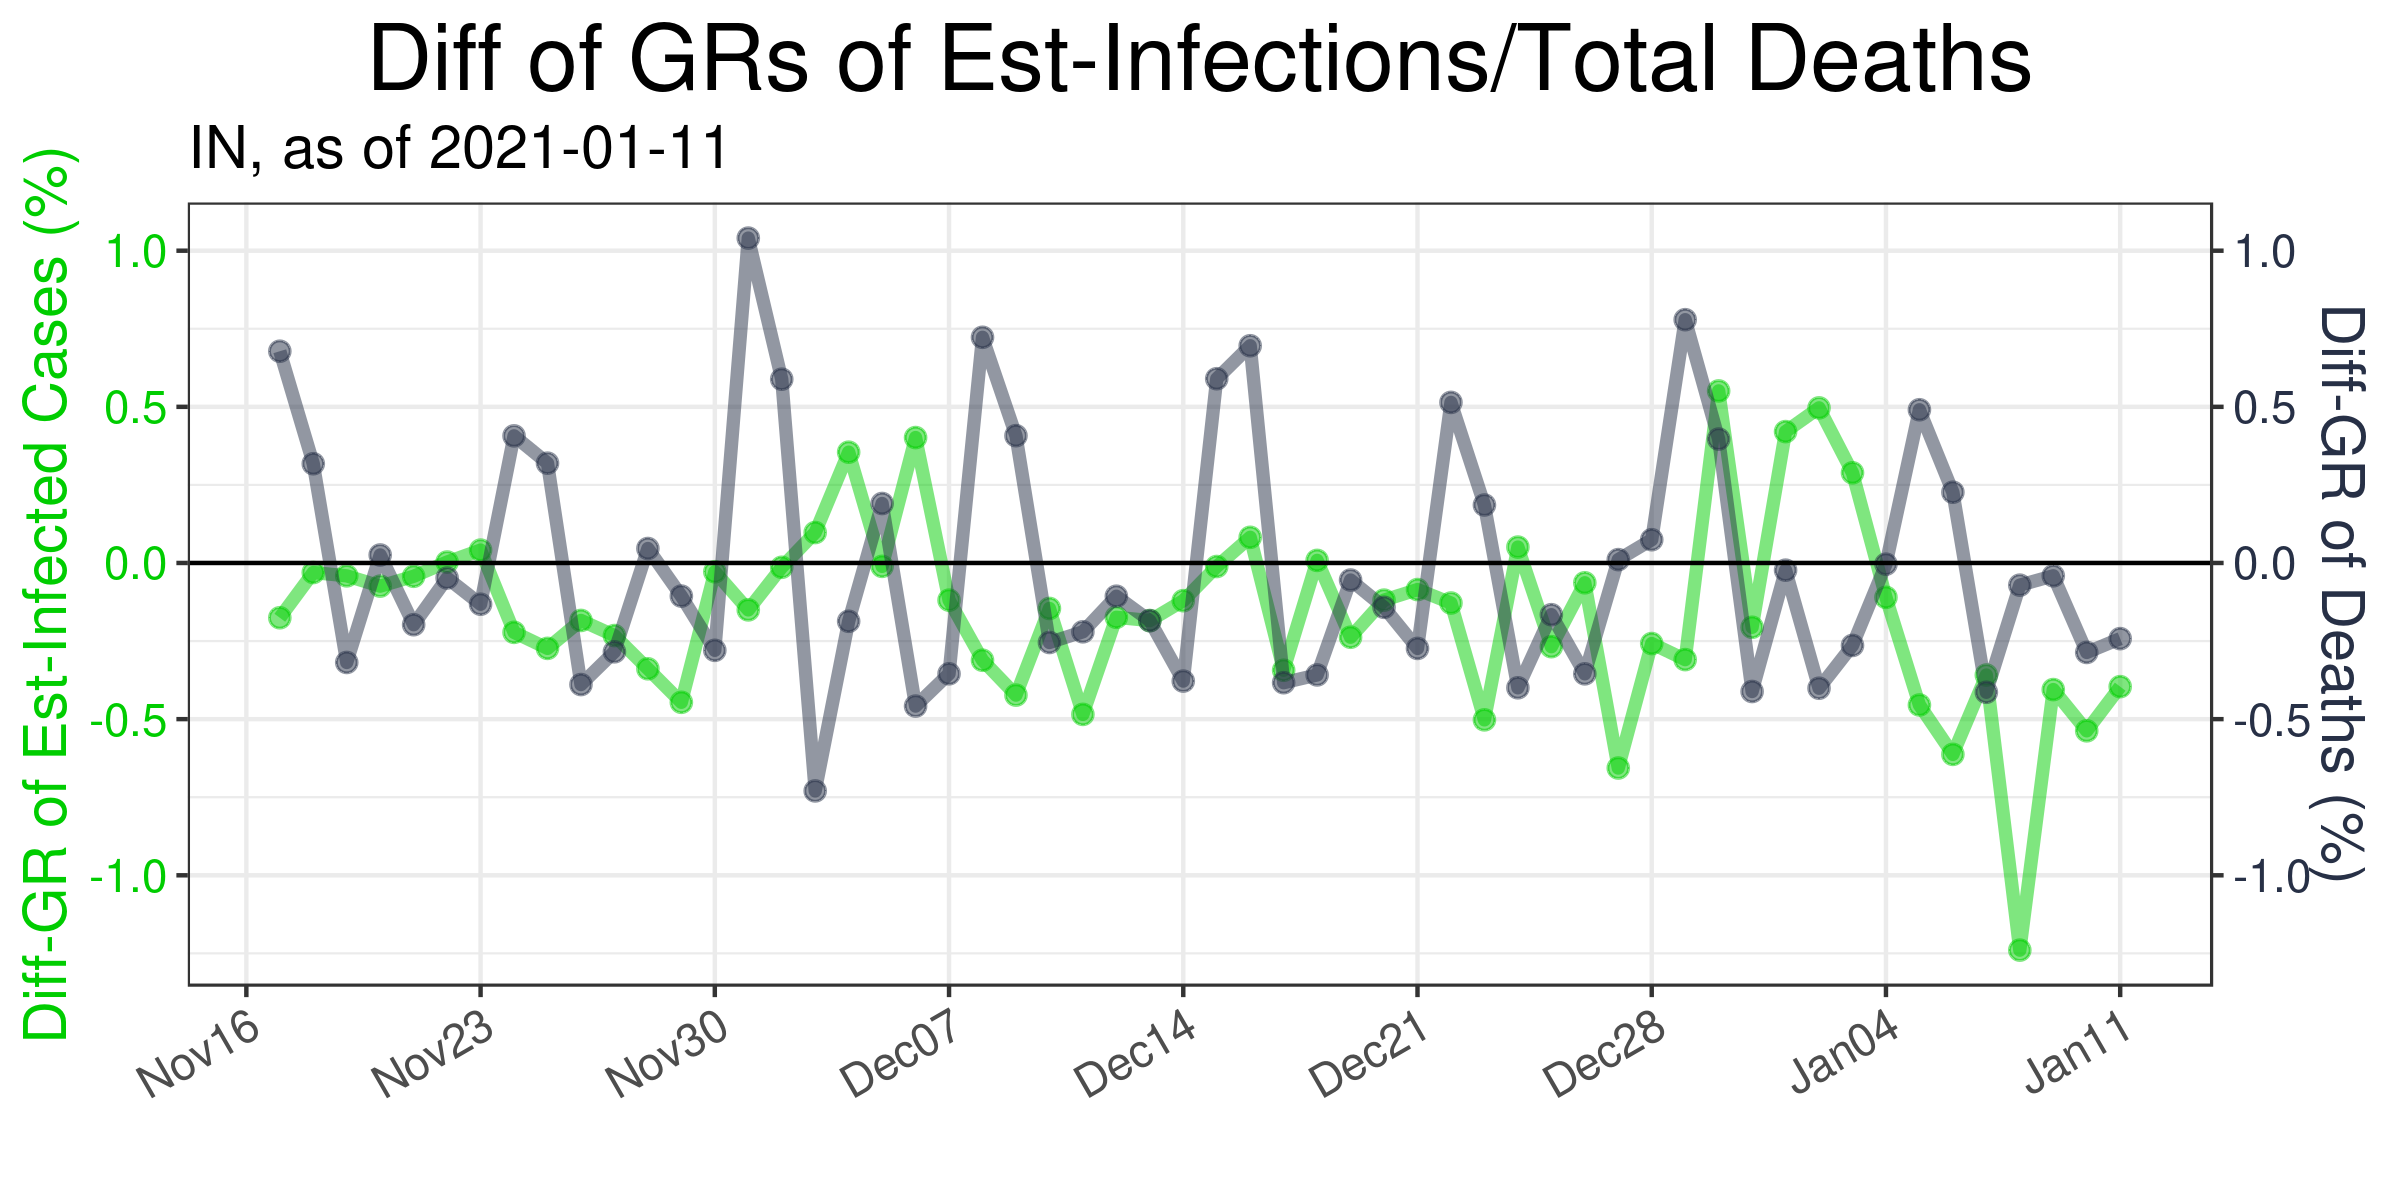 Diff of GRs of Est-Infections/Total Deaths
IN, as of 2021-01-11
Diff-GR of Est-Infected Cases (%)
1.0
0.5
0.0
-0.5
-1.0
1.0
0.5
0.0
-0.5
-1.0
Diff-GR of Deaths (%)
Nov16
Nov23
Nov30
Dec07
Dec14
Dec21
Dec28
Jan04
Jan11